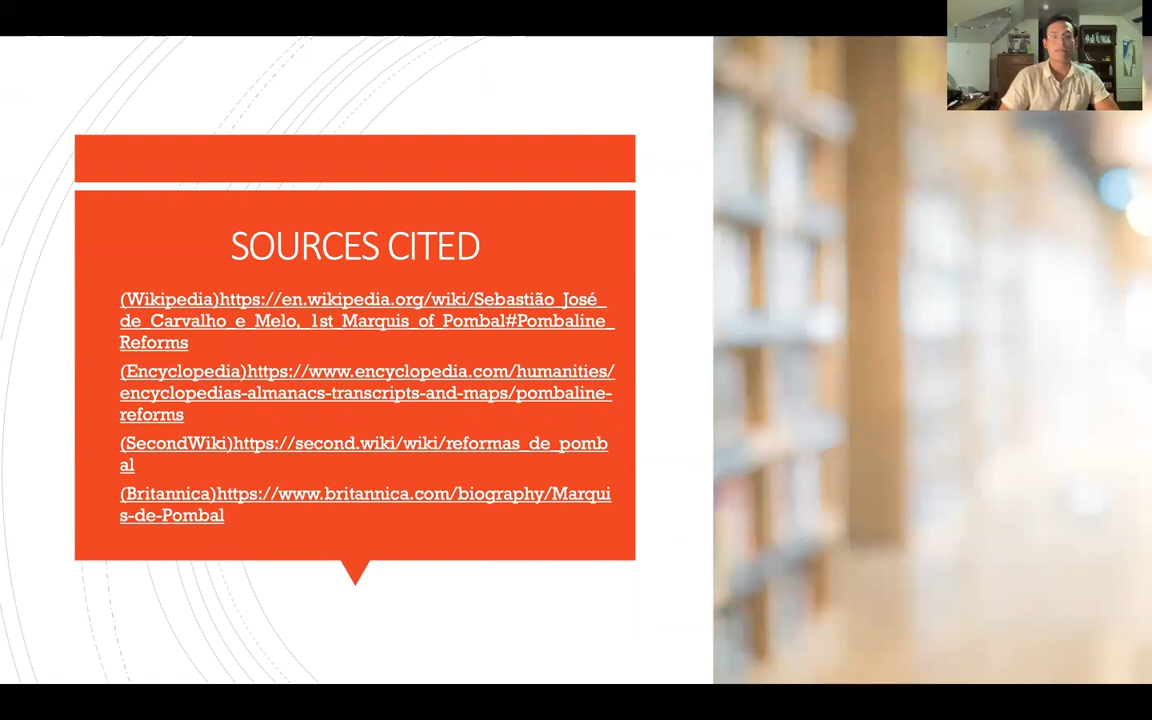 SOURCES CITED
(Wikipedia)https://en.wikipedia.org/wiki/Sebastião_José_
de_Carvalho_e_Melo,_1st_Marquis_of_Pombal#Pombaline_
Reforms
(Encyclopedia)https://www.encyclopedia.com/humanities/
encyclopedias-almanacs-transcripts-and-maps/pombaline-
reforms
(SecondWiki)https://second.wiki/wiki/reformas_de_pomb
al
(Britannica)https://www.britannica.com/biography/Marqui
s-de-Pombal